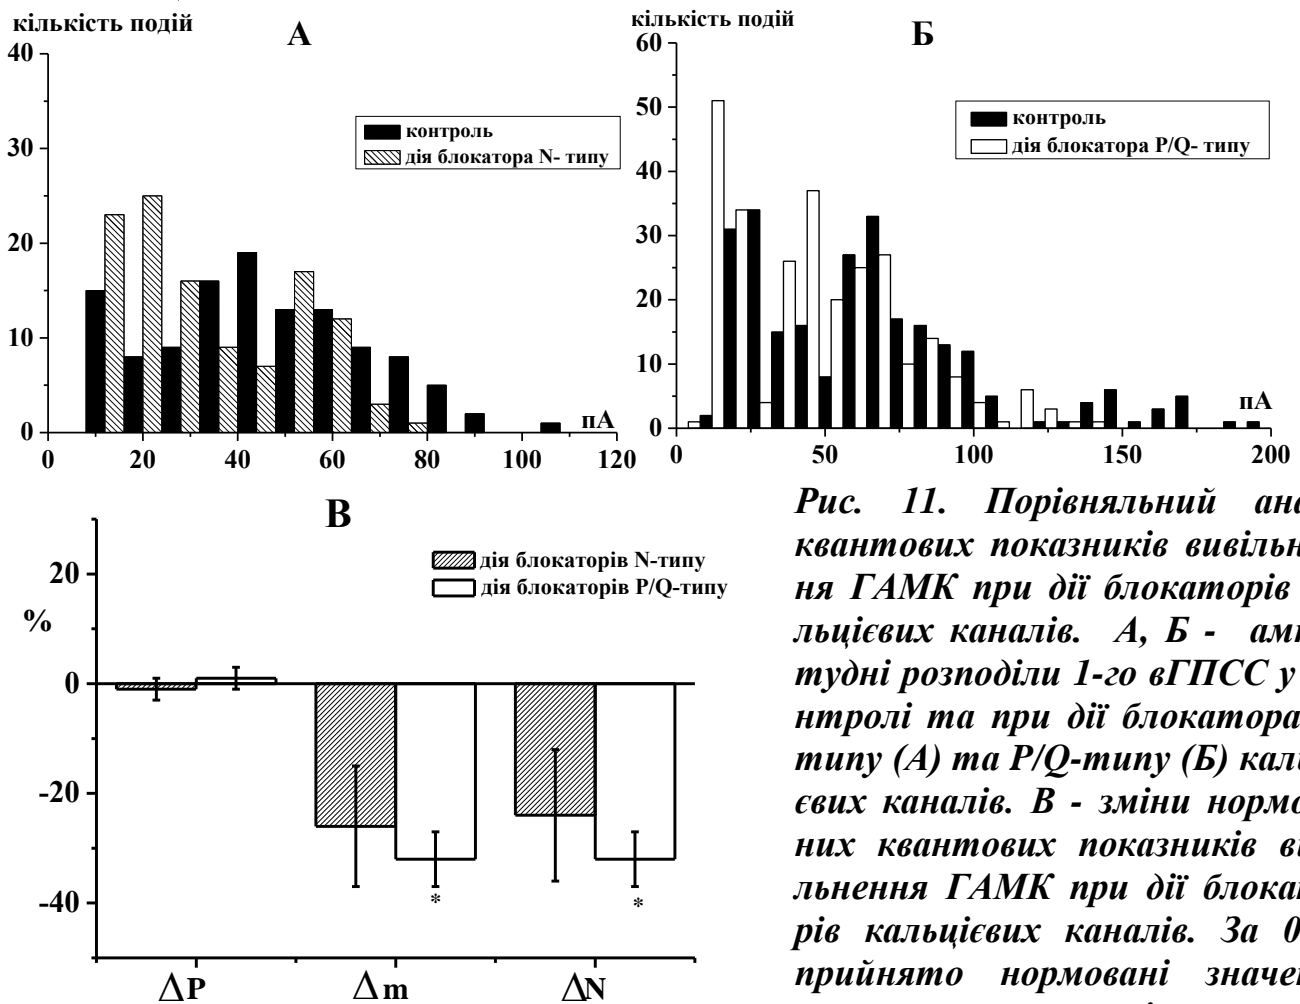 кількість подій
А
40
30
20
10
0
контроль
дія блокатора N- типу
пА
0 20 40 60 80 100 120
кількість подій
Б
60
50
40
30
20
10
0
контроль
дія блокатора P/Q- типу
пА
0 50 100 150 200
В
дія блокаторів N-типу
дія блокаторів P/Q-типу
20
%
0
-20
-40
* *
△P △m △N
Рис. 11. Порівняльний ана
квантових показників вивільн
ня ГАМК при дії блокаторів
льцієвих каналів. А, Б - амп
тудні розподіли 1-го вГПСС у
нтролі та при дії блокатора
типу (А) та P/Q-типу (Б) каль
євих каналів. В - зміни нормо
них квантових показників ви
льнення ГАМК при дії блока
рів кальцієвих каналів. За 0
прийнято нормовані значе